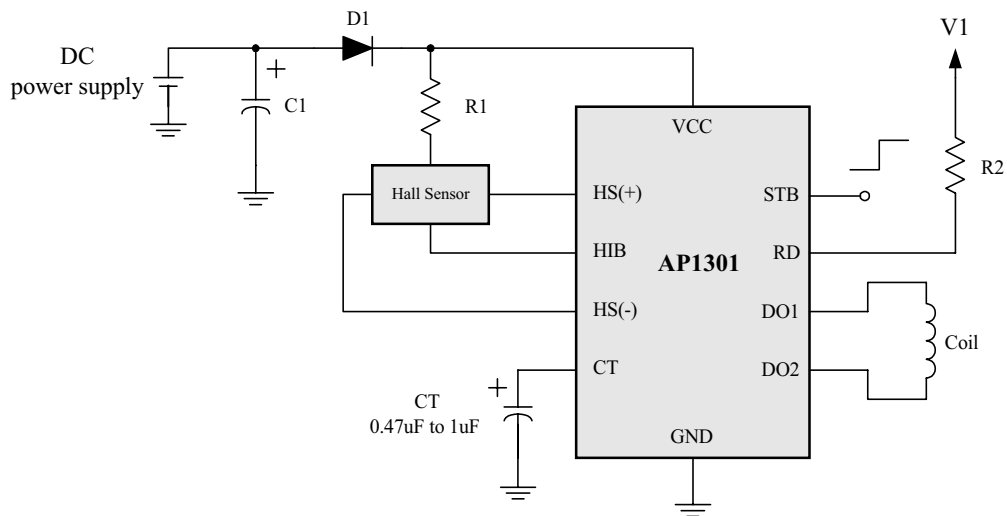 D1
V1
DC
power supply
C1
R1
VCC
R2
Hall Sensor
HS(+)
STB
HIB
AP1301
RD
HS(-)
DO1
Coil
CT
DO2
CT
0.47uF to 1uF
GND